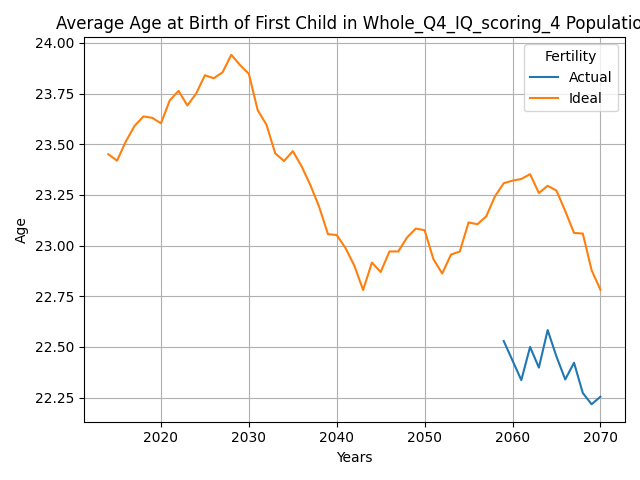 Average Age at Birth of First Child in Whole_Q4_IQ_scoring_4 Populatio
Fertility
Actual
Ideal
24.00
23.75
23.50
23.25
23.00
22.75
22.50
22.25
Age
2020 2030 2040 2050 2060 2070
Years